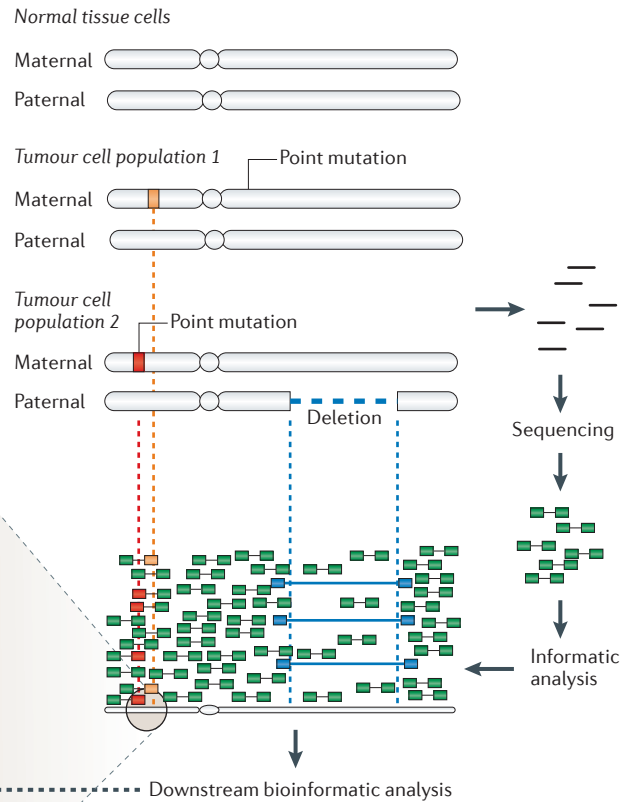 Normal tissue cells
Maternal
Paternal
Tumour cell population 1
Point mutation
Maternal
Paternal
Tumour cell
population 2
Point mutation
Maternal
Paternal
Deletion
Sequencing
Informatic
analysis
Downstream bioinformatic analysis